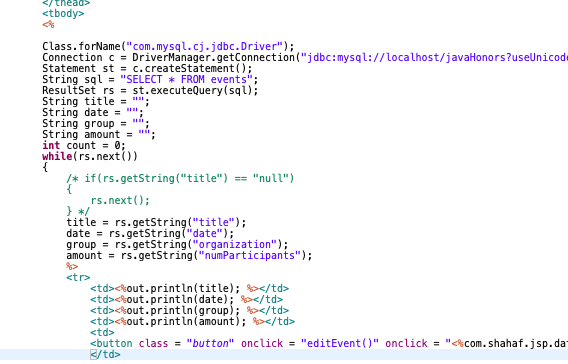 </thead>
<tbody>
<%
Class.forName("com.mysql.cj.jdbc.Driver");
Connection c = DriverManager.getConnection("jdbc:mysql://localhost/javaHonors?useUnicode
Statement st = c.createStatement();
String sql = "SELECT * FROM events";
ResultSet rs = st.executeQuery(sql);
String title = "";
String date = "";
String group = "";
String amount = "";
int count = 0;
while(rs.next())
{
/* if(rs.getString("title") == "null")
{
rs.next();
} */
title = rs.getString("title");
date = rs.getString("date");
group = rs.getString("organization");
amount = rs.getString("numParticipants");
%>
<tr>
<td><%out.println(title); %></td>
<td><%out.println(date); %></td>
<td><%out.println(group); %></td>
<td><%out.println(amount); %></td>
<td>
<button class = "button" onclick = "editEvent()" onclick = "<%com.shahaf.jsp.dat
</td>